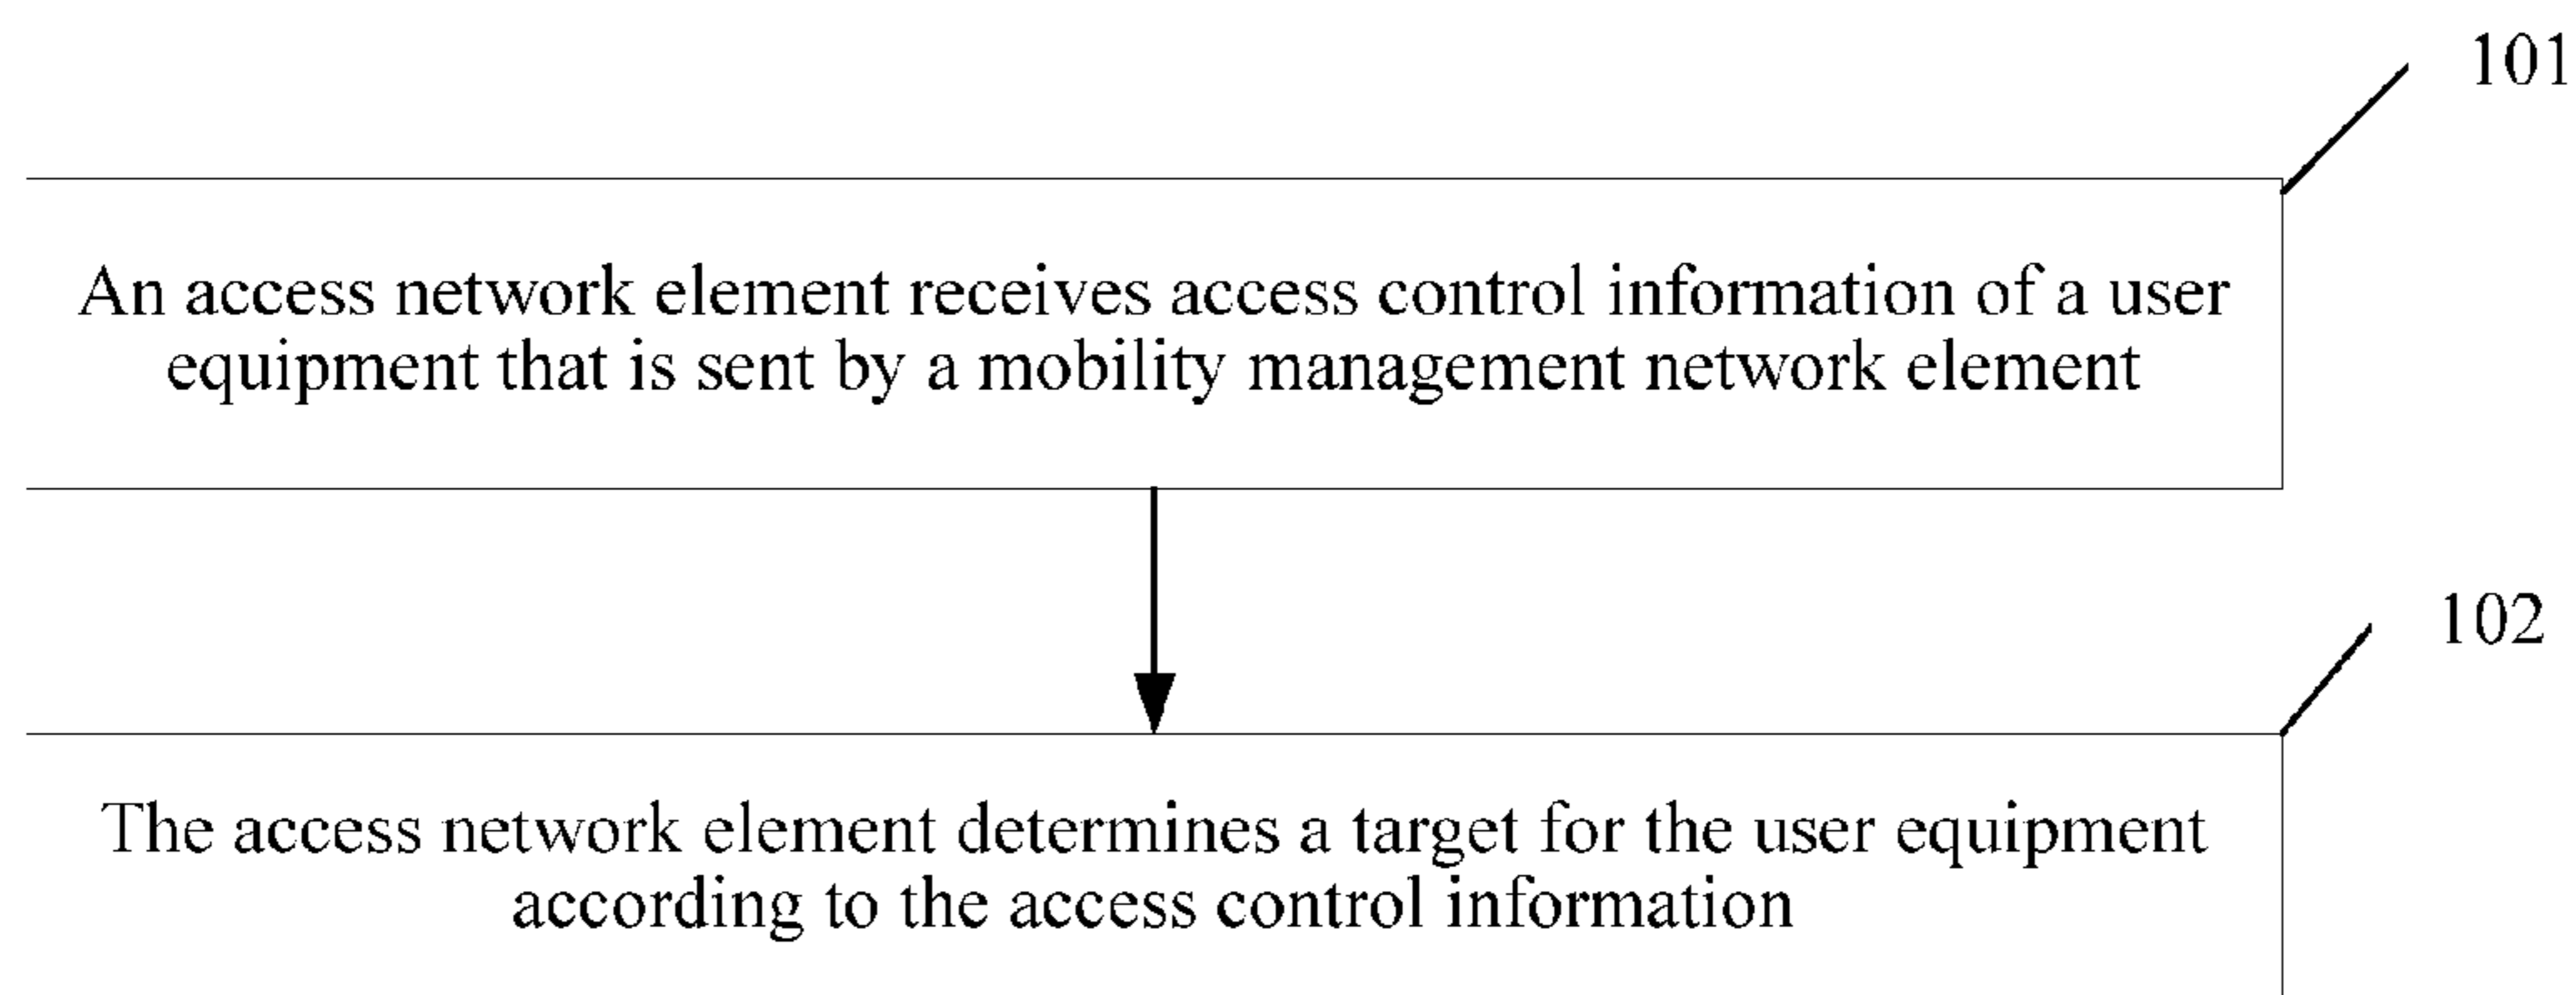 101
An access network element receives access control information of a user
equipment that is sent by a mobility management network element
102
The access network element determines a target for the user equipment
according to the access control information